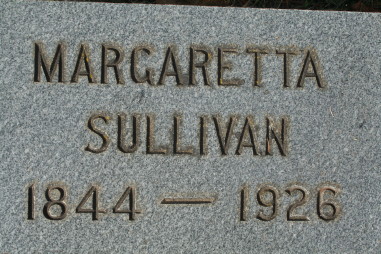 MARGARETTA
SULLIVAN
1844 — 1926